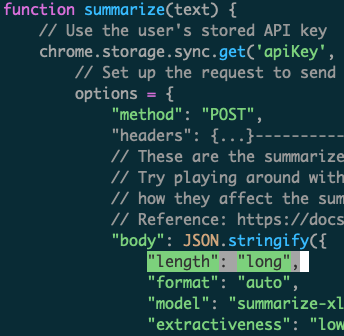 function summarize(text) {
// Use the user's stored API key
chrome.storage.sync.get('apiKey',
// Set up the request to send
options = {
"method": "POST",
"headers": {...}----------
// These are the summarize
// Try playing around with
// how they affect the sum
// Reference: https://docs
"body": JSON.stringify({
"length": "long",
"format": "auto",
"model": "summarize-xl
"extractiveness": "low